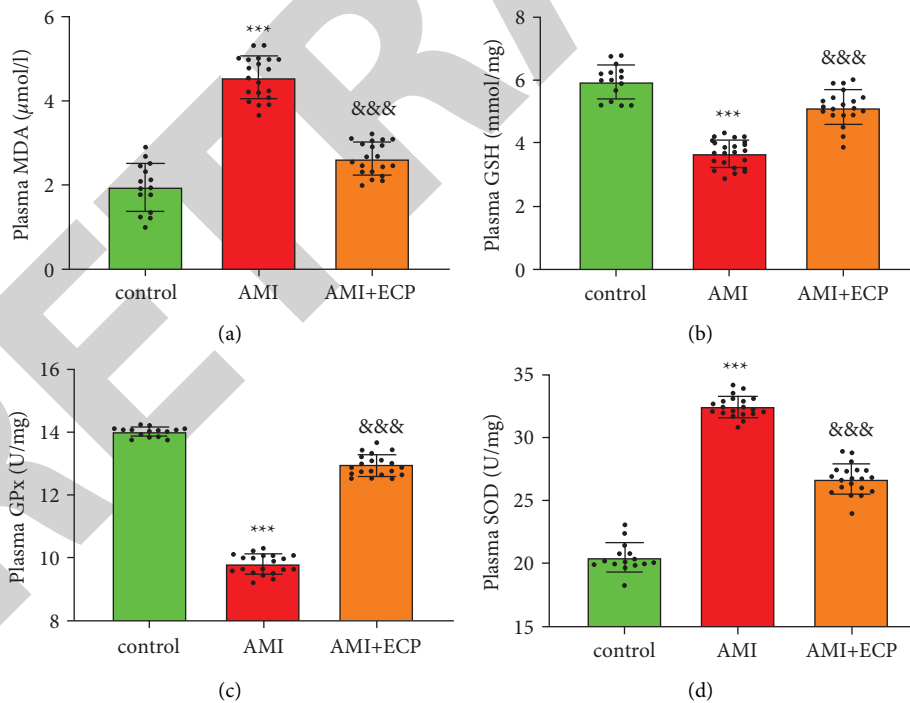 Plasma MDA (μmol/l)
6
4
2
0
***
&&&
control
AMI
AMI+ECP
(a)
Plasma GSH (mmol/mg)
8
6
4
2
0
***
&&&
control
AMI
AMI+ECP
(b)
Plasma GPx (U/mg)
16
14
12
10
8
***
&&&
control
AMI
AMI+ECP
(c)
Plasma SOD (U/mg)
35
30
25
20
15
***
&&&
control
AMI
AMI+ECP
(d)